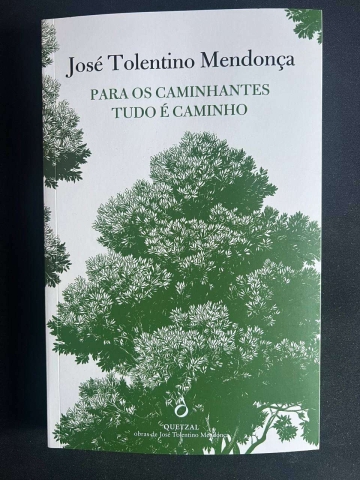 José Tolentino Mendonça
PARA OS CAMINHANTES
TUDO É CAMINHO
QUETZAL
obras de José Tolentino Mendonça